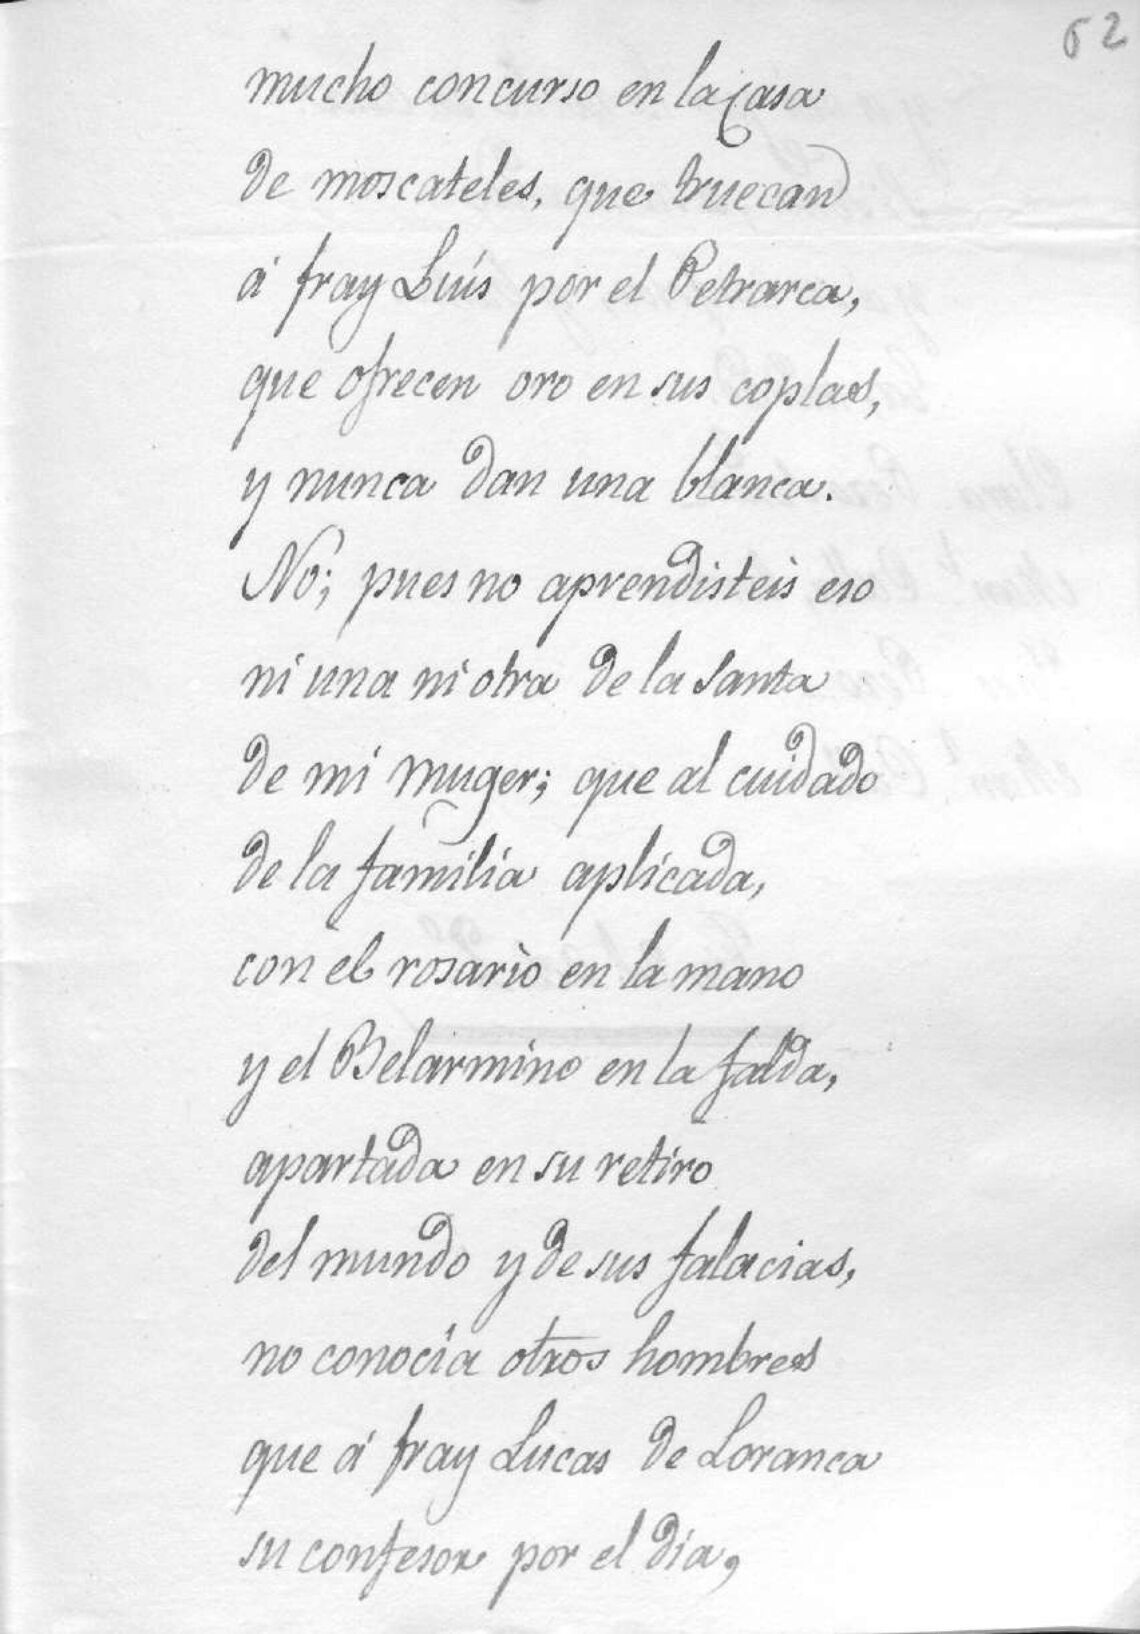 62
mucho concurso en la Casa
de moscateles, que truecan
á fray Luís por el Petrarca,
que ofrecen oro en sus coplas,
y nunca dan una blanca.
No; pues no aprendisteis eso
ni una ni otra de la Santa
de mi muger; que al cuidado
de la familia aplicada,
con el rosario en la mano
y el Belarmino en la falda,
apartada en su retiro
del mundo y de sus falacias,
no conocía otros hombres
que á fray Lucas de Loranca
su confesor por el día,